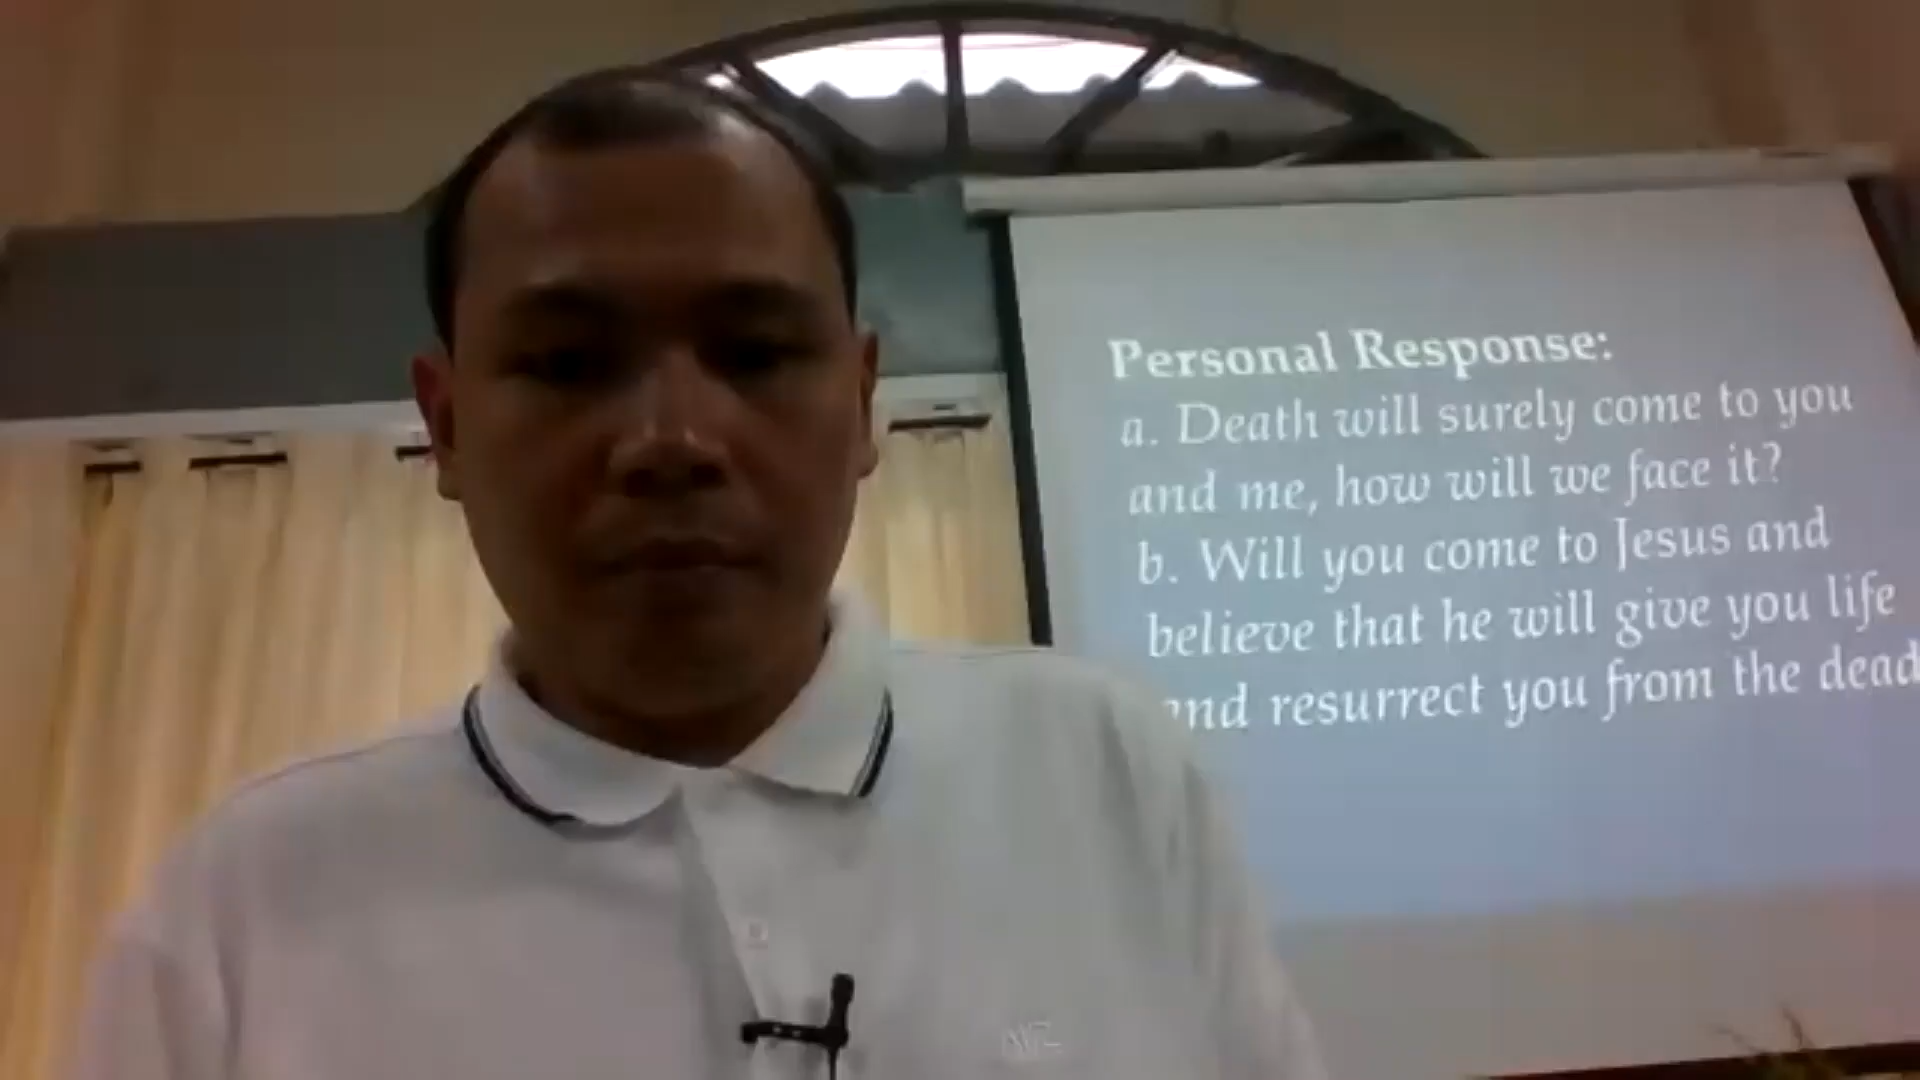 Personal Response:
a. Death will surely come to you
and me, how will we face it?
b. Will you come to Jesus and
believe that he will give you life
and resurrect you from the dead